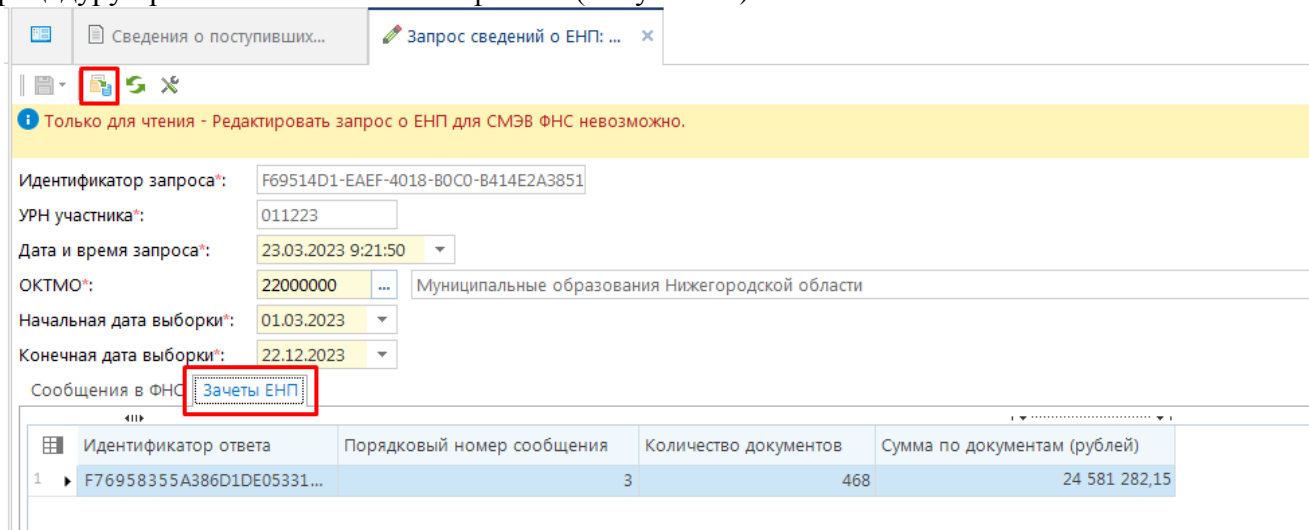 Сведения о поступивших... Запрос сведений о ЕНП: ...
Только для чтения - Редактировать запрос о ЕНП для СМЭВ ФНС невозможно.
Идентификатор запроса*: F69514D1-EAEF-4018-B0C0-B414E2A3851
УРН участника*: 011223
Дата и время запроса*: 23.03.2023 9:21:50
ОКТМО*: 22000000 ... Муниципальные образования Нижегородской области
Начальная дата выборки*: 01.03.2023
Конечная дата выборки*: 22.12.2023
Сообщения в ФНС Зачеты ЕНП
Идентификатор ответа Порядковый номер сообщения Количество документов Сумма по документам (рублей)
1 F76958355A386D1DE05331... 3 468 24 581 282,15